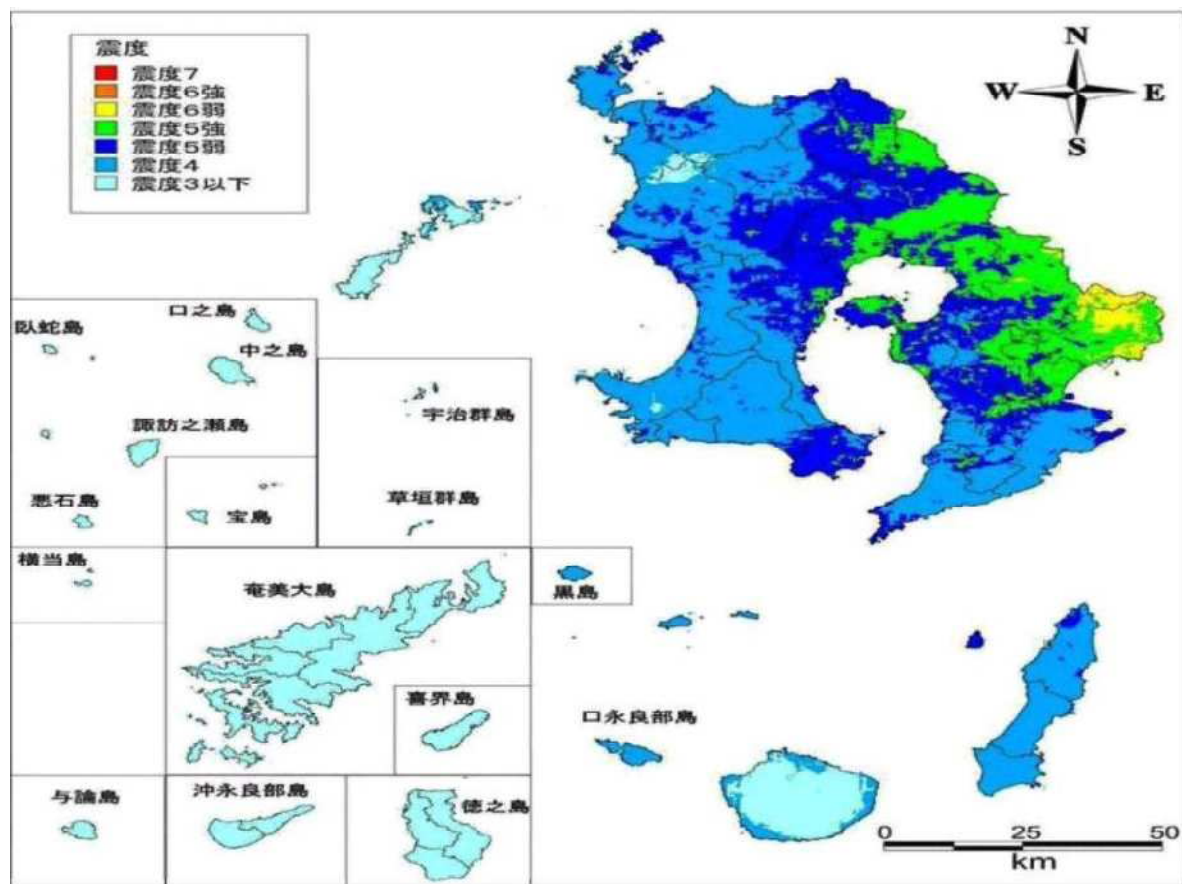 震度
震度7
震度6強
震度6弱
震度5強
震度5弱
震度4
震度3以下
N
W
E
S
口之島
臥蛇島
中之島
宇治群島
諏訪之瀬島
悪石島
宝島
草垣群島
横当島
奄美大島
黒島
喜界島
口永良部島
与論島
沖永良部島
徳之島
0 25 50
km